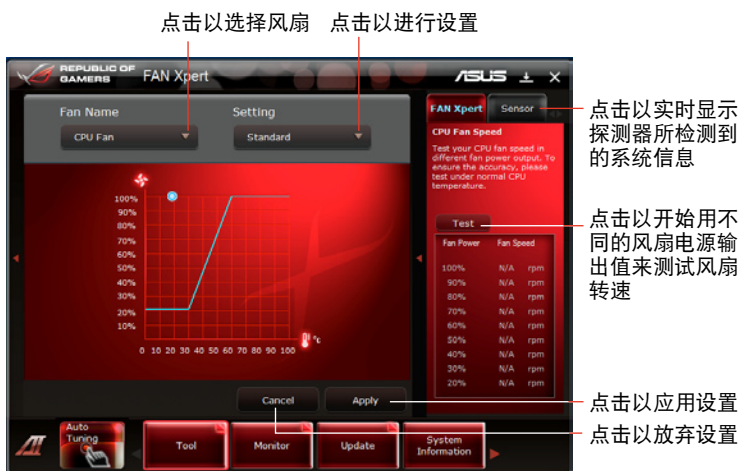 点击以选择风扇 点击以进行设置
REPUBLIC OF
GAMERS
FAN Xpert
ASUS
Fan Name
Setting
CPU Fan
Standard
100%
90%
80%
70%
60%
50%
40%
30%
20%
10%
0 10 20 30 40 50 60 70 80 90 100
°C
FAN Xpert
Sensor
CPU Fan Speed
Test your CPU fan speed in
different fan power output. To
ensure the accuracy, please
test under normal CPU
temperature.
Test
Fan Power Fan Speed
100% N/A rpm
90% N/A rpm
80% N/A rpm
70% N/A rpm
60% N/A rpm
50% N/A rpm
40% N/A rpm
30% N/A rpm
20% N/A rpm
点击以实时显示
探测器所检测到
的系统信息
点击以开始用不
同的风扇电源输
出值来测试风扇
转速
Cancel
Apply
点击以应用设置
点击以放弃设置
Auto
Tuning
Tool
Monitor
Update
System
Information